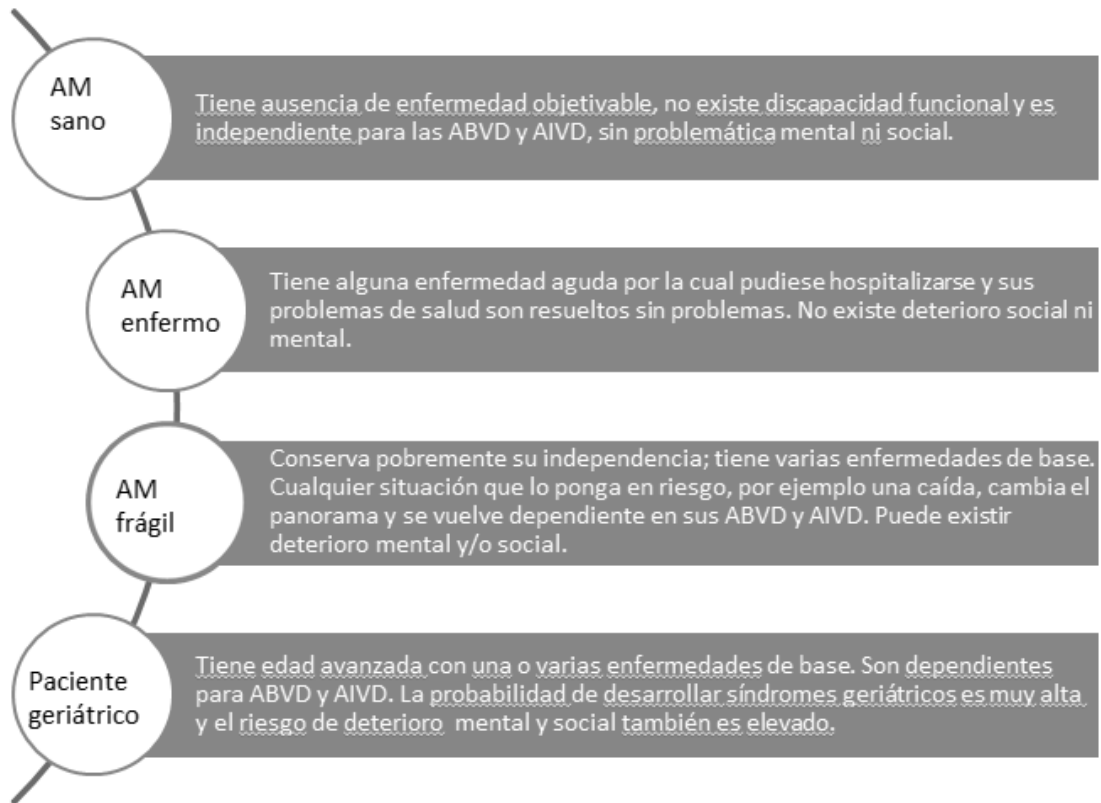 AM
sano
Tiene ausencia de enfermedad objetivable, no existe discapacidad funcional y es
independiente para las ABVD y AIVD, sin problemática mental ni social.
AM
enfermo
Tiene alguna enfermedad aguda por la cual pudiese hospitalizarse y sus
problemas de salud son resueltos sin problemas. No existe deterioro social ni
mental.
AM
frágil
Conserva pobremente su independencia; tiene varias enfermedades de base.
Cualquier situación que lo ponga en riesgo, por ejemplo una caída, cambia el
panorama y se vuelve dependiente en sus ABVD y AIVD. Puede existir
deterioro mental y/o social.
Paciente
geriátrico
Tiene edad avanzada con una o varias enfermedades de base. Son dependientes
para ABVD y AIVD. La probabilidad de desarrollar síndromes geriátricos es muy alta
y el riesgo de deterioro mental y social también es elevado.